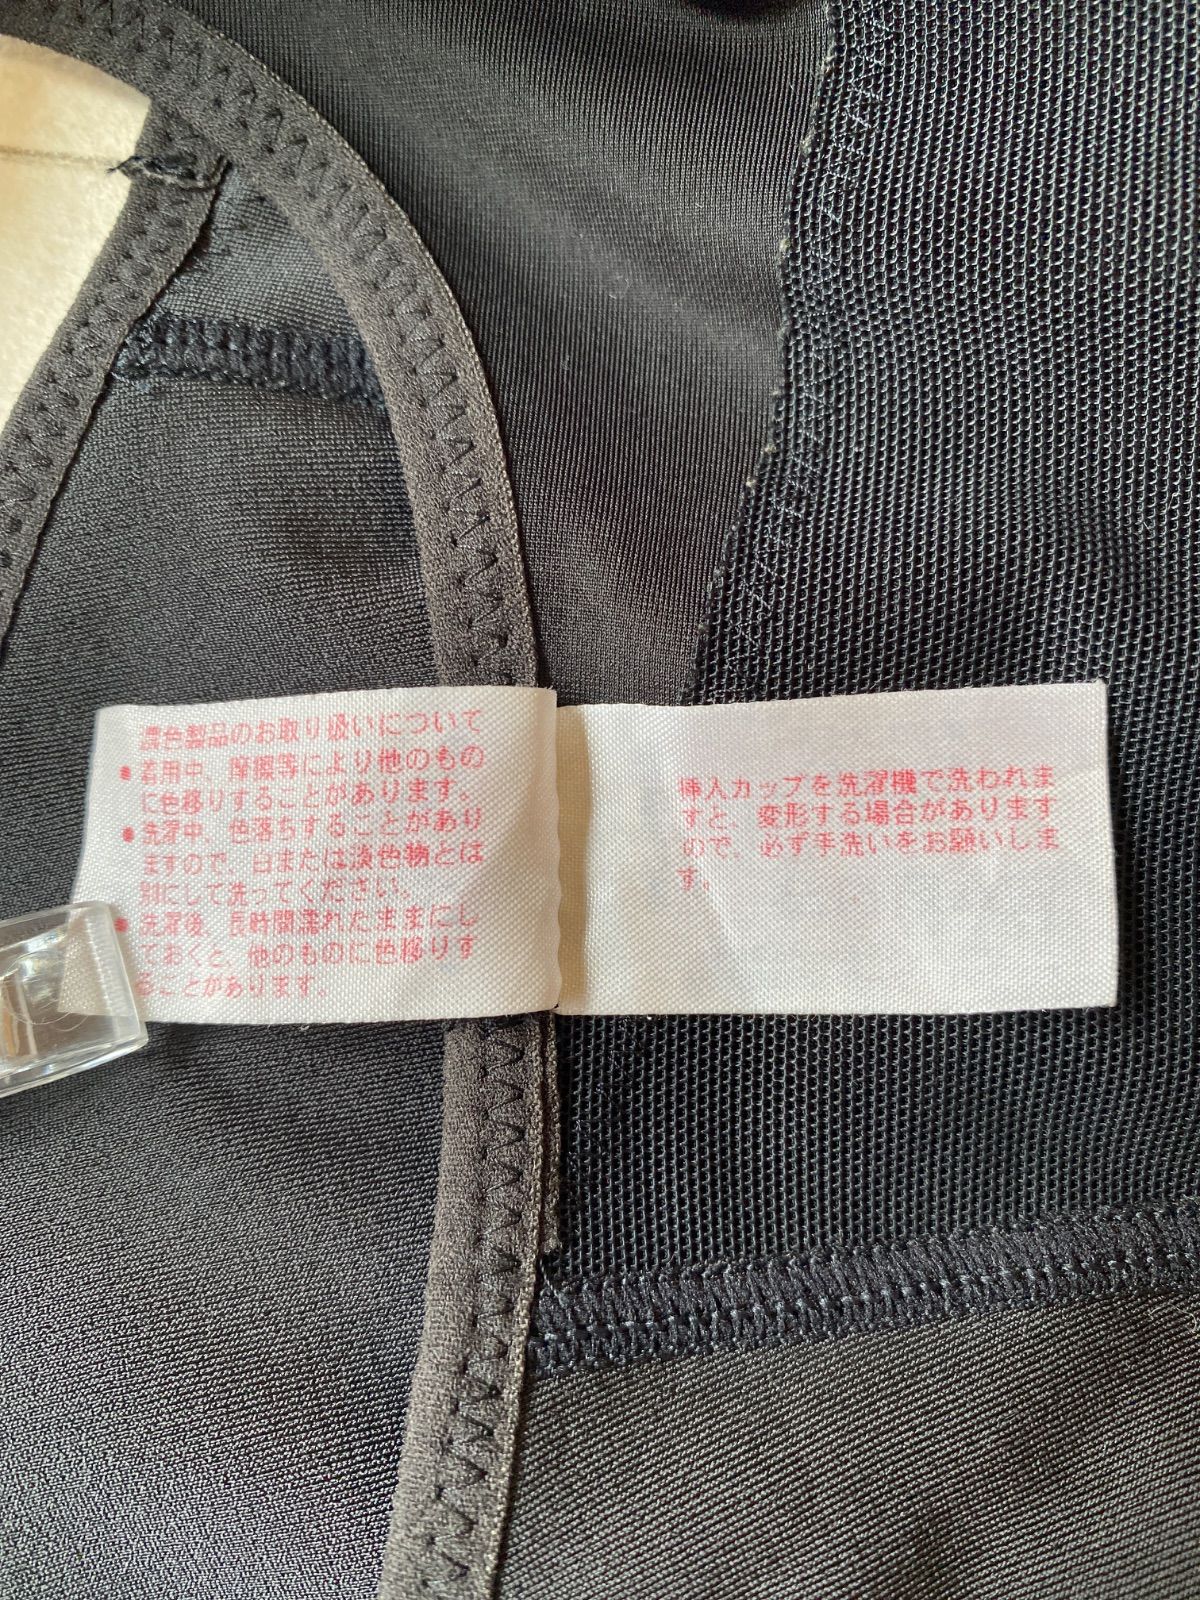 濃色製品のお取り扱いについて
●着用中、摩擦等により他のもの
に色移りすることがあります。
●洗濯中、色落ちすることがあり
ますので、白または淡色物とは
別にして洗ってください。
●洗濯後、長時間濡れたままにし
ておくと、他のものに色移りす
ることがあります。
挿入カップを洗濯機で洗われま
すと、変形する場合があります
ので、必ず手洗いをお願いしま
す。